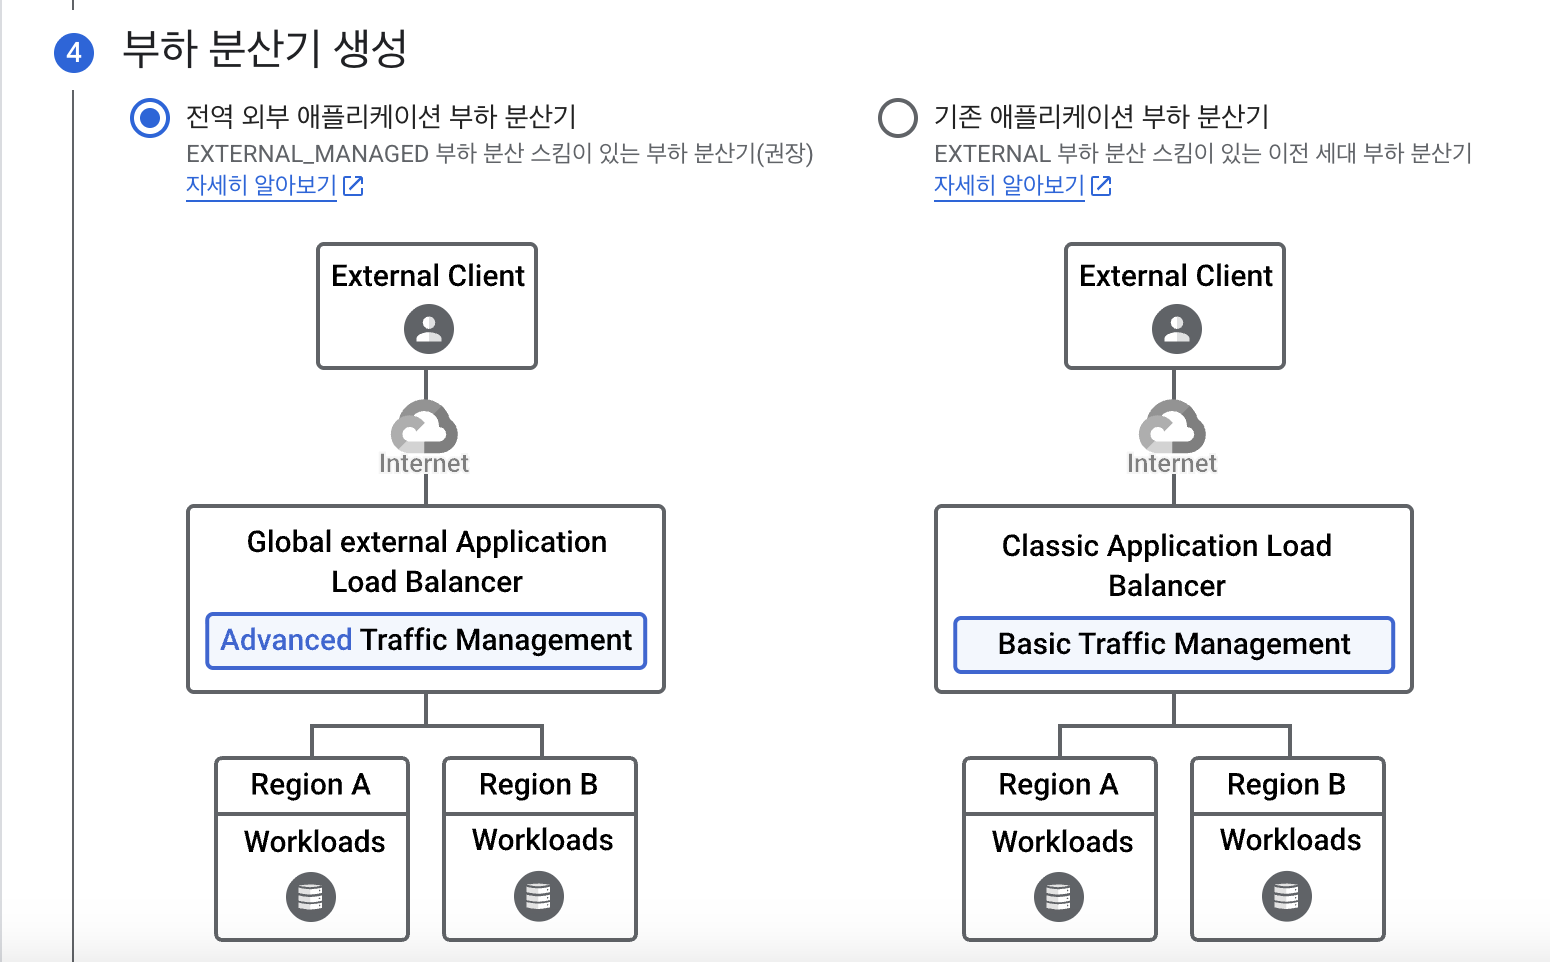 4
부하 분산기 생성
전역 외부 애플리케이션 부하 분산기
EXTERNAL_MANAGED 부하 분산 스킴이 있는 부하 분산기(권장)
자세히 알아보기
External Client
Internet
Global external Application
Load Balancer
Advanced Traffic Management
Region A
Workloads
Region B
Workloads
기존 애플리케이션 부하 분산기
EXTERNAL 부하 분산 스킴이 있는 이전 세대 부하 분산기
자세히 알아보기
External Client
Internet
Classic Application Load
Balancer
Basic Traffic Management
Region A
Workloads
Region B
Workloads